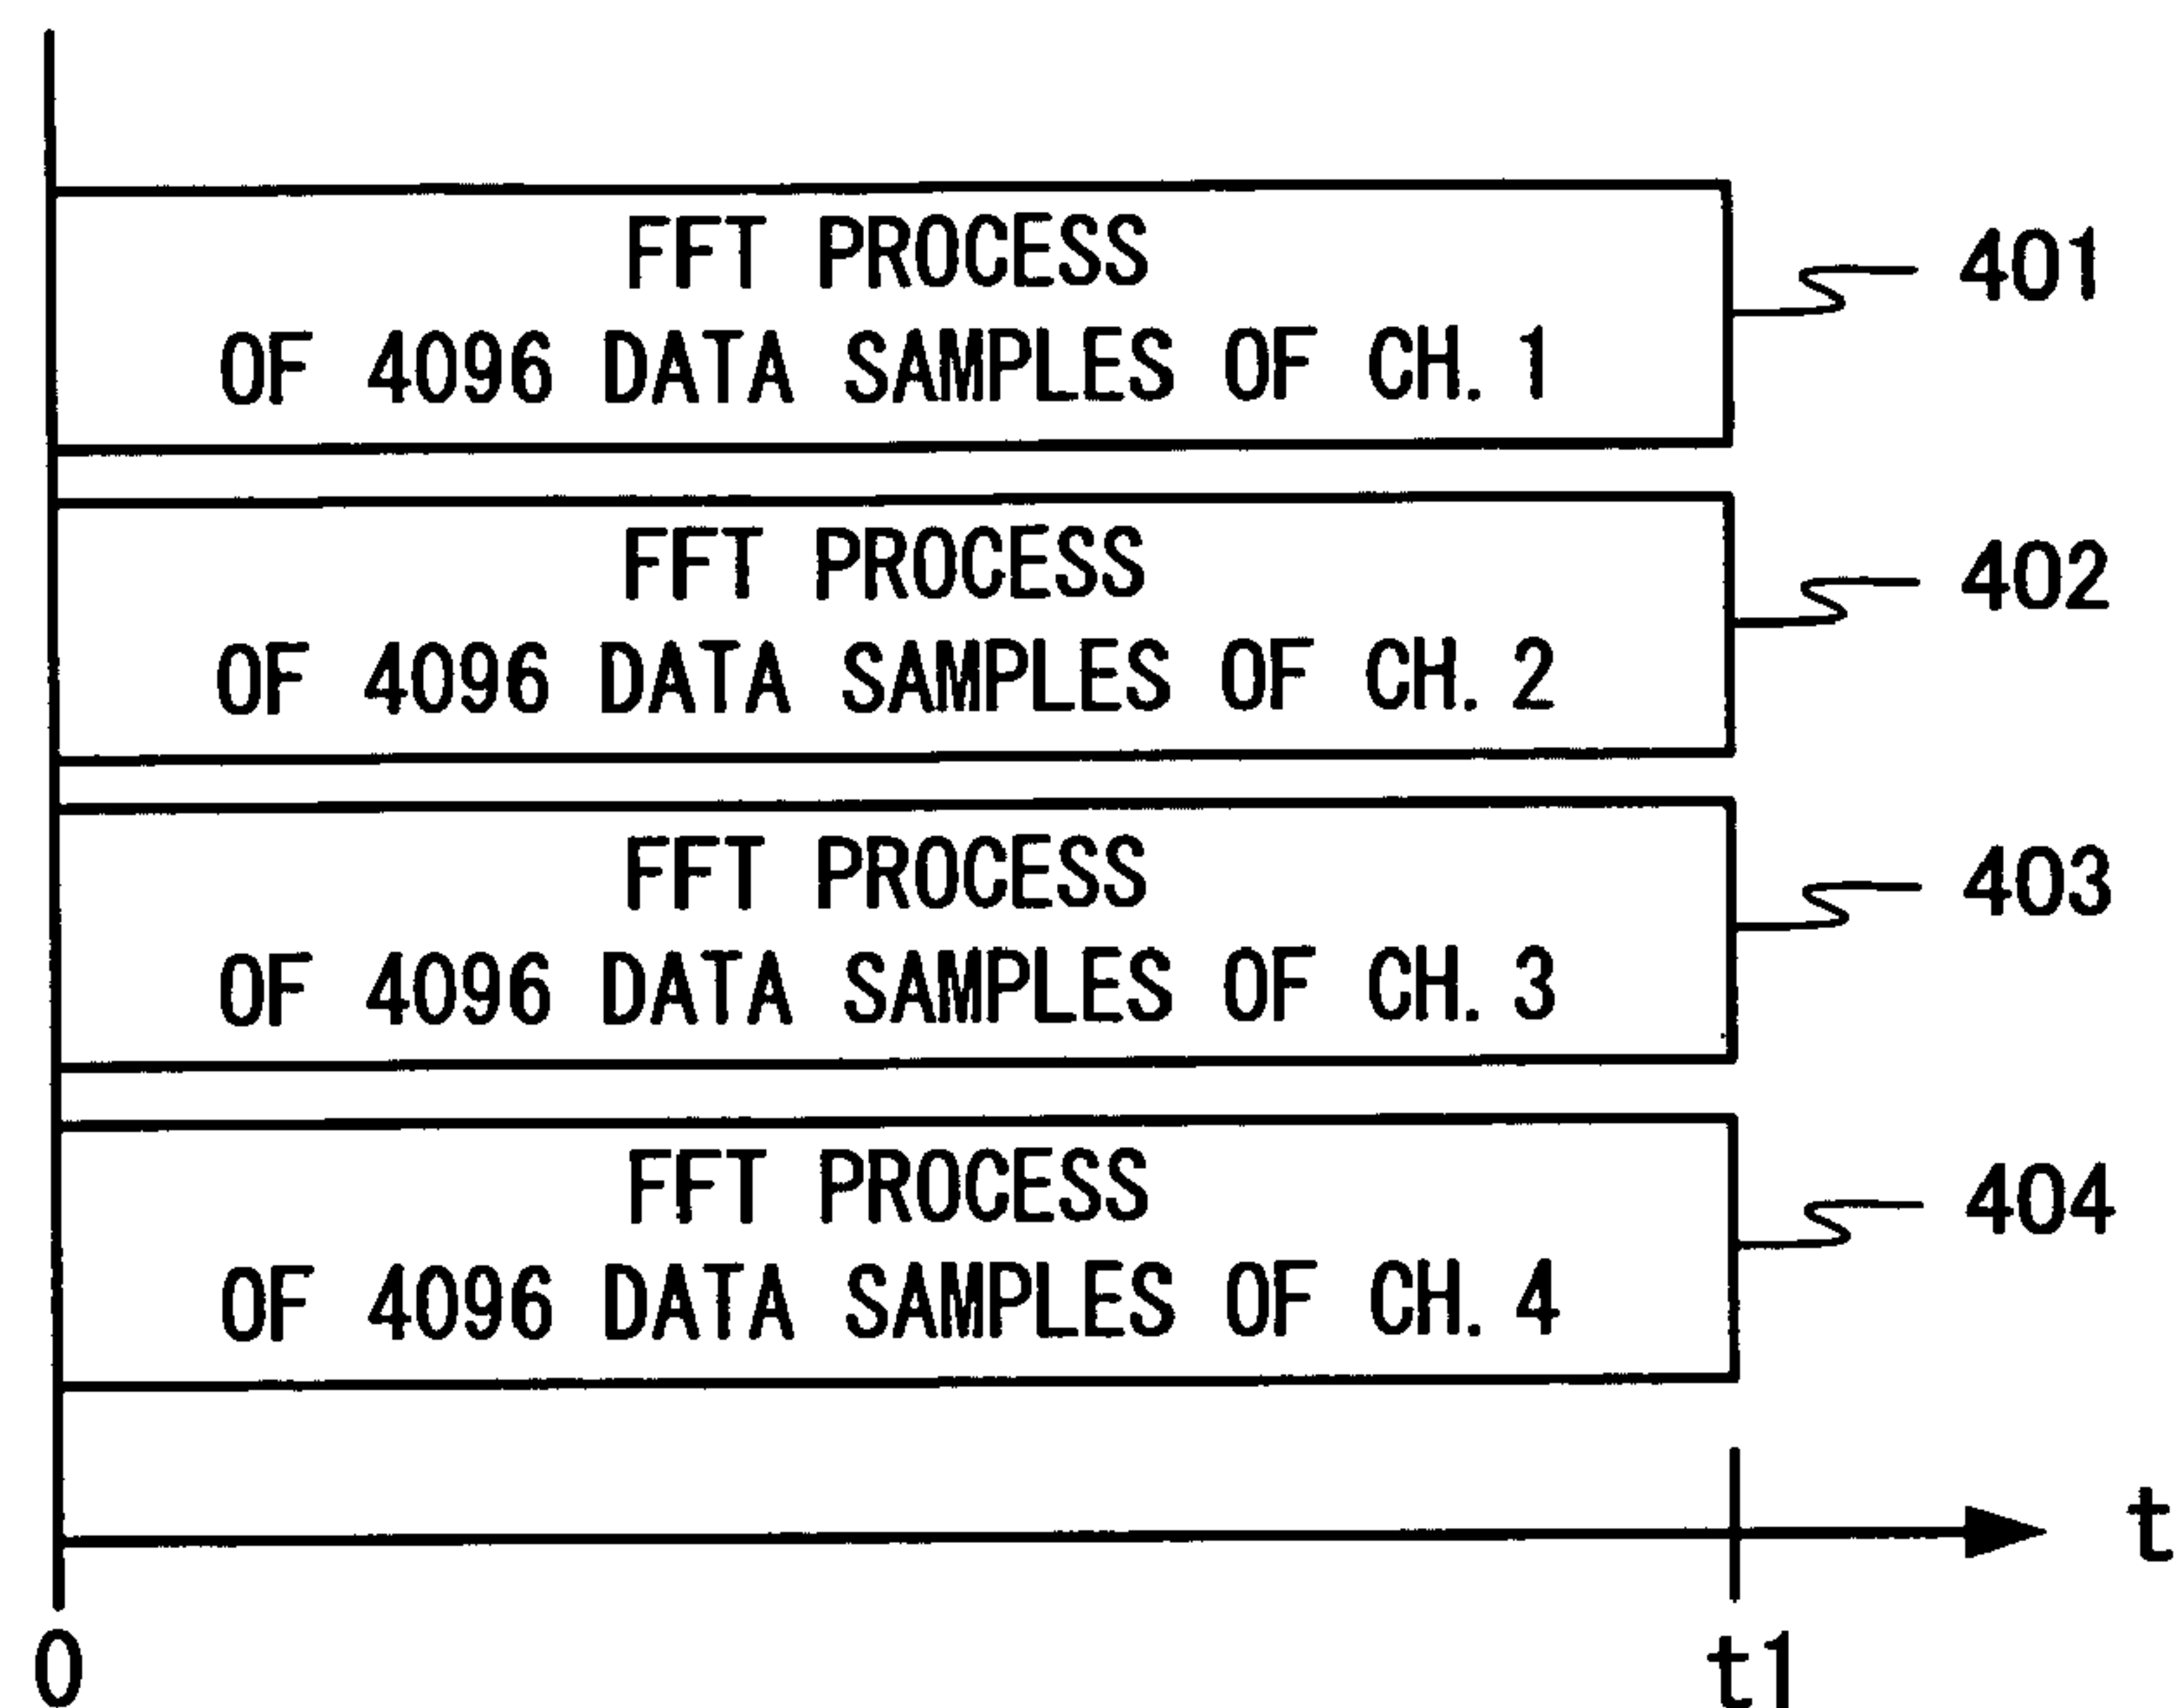 FFT PROCESS
OF 4096 DATA SAMPLES OF CH. 1
401
FFT PROCESS
OF 4096 DATA SAMPLES OF CH. 2
402
FFT PROCESS
OF 4096 DATA SAMPLES OF CH. 3
403
FFT PROCESS
OF 4096 DATA SAMPLES OF CH. 4
404
t
0
t1